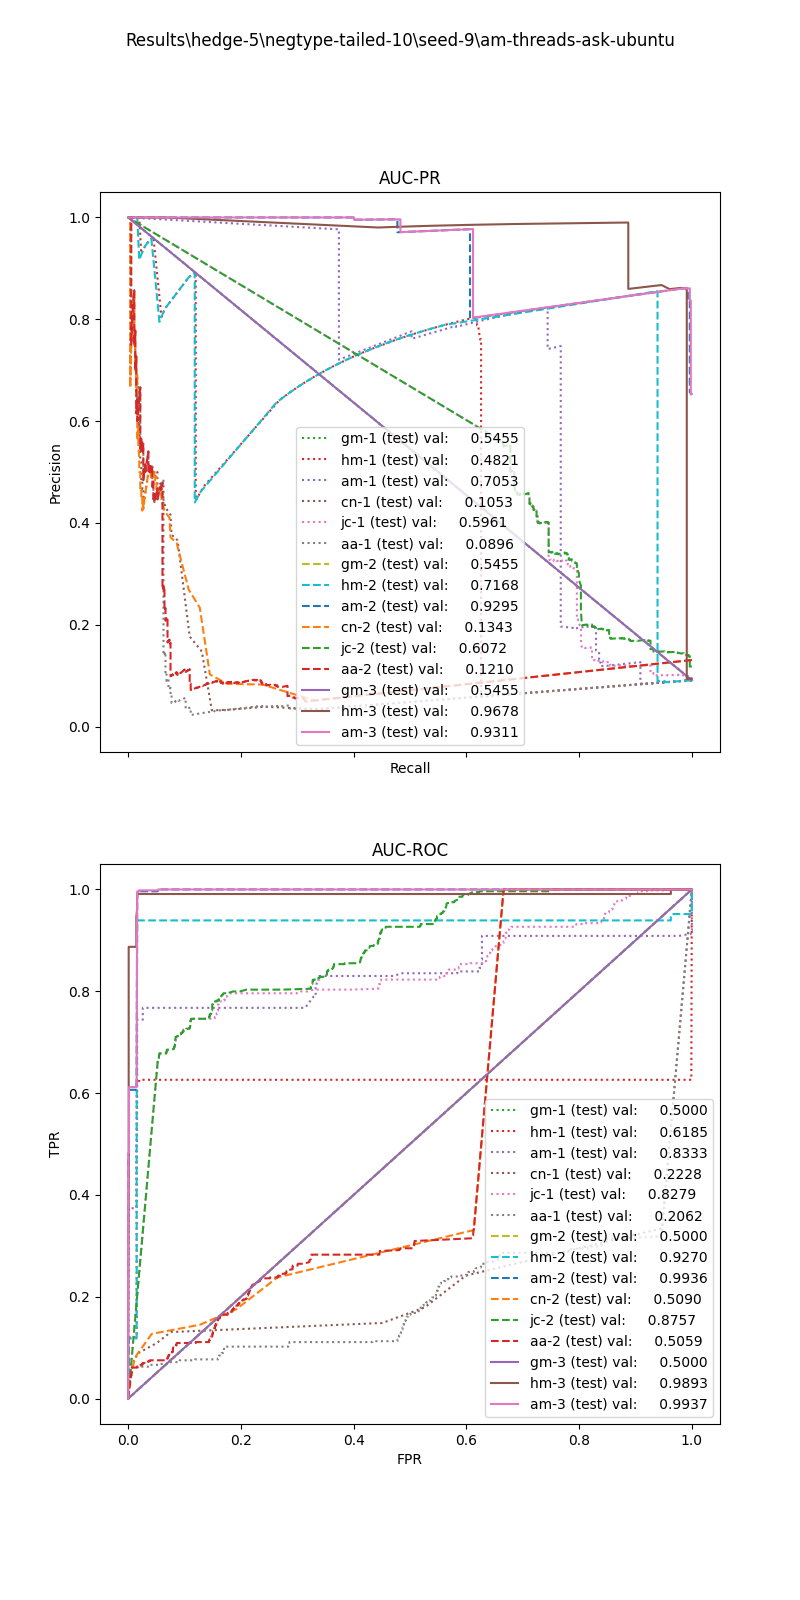 Results\hedge-5\negtype-tailed-10\seed-9\am-threads-ask-ubuntu
AUC-PR
1.0
0.8
0.6
0.4
0.2
0.0
Precision
gm-1 (test) val: 0.5455
hm-1 (test) val: 0.4821
am-1 (test) val: 0.7053
cn-1 (test) val: 0.1053
jc-1 (test) val: 0.5961
aa-1 (test) val: 0.0896
gm-2 (test) val: 0.5455
hm-2 (test) val: 0.7168
am-2 (test) val: 0.9295
cn-2 (test) val: 0.1343
jc-2 (test) val: 0.6072
aa-2 (test) val: 0.1210
gm-3 (test) val: 0.5455
hm-3 (test) val: 0.9678
am-3 (test) val: 0.9311
Recall
AUC-ROC
1.0
0.8
0.6
0.4
0.2
0.0
TPR
gm-1 (test) val: 0.5000
hm-1 (test) val: 0.6185
am-1 (test) val: 0.8333
cn-1 (test) val: 0.2228
jc-1 (test) val: 0.8279
aa-1 (test) val: 0.2062
gm-2 (test) val: 0.5000
hm-2 (test) val: 0.9270
am-2 (test) val: 0.9936
cn-2 (test) val: 0.5090
jc-2 (test) val: 0.8757
aa-2 (test) val: 0.5059
gm-3 (test) val: 0.5000
hm-3 (test) val: 0.9893
am-3 (test) val: 0.9937
0.0 0.2 0.4 0.6 0.8 1.0
FPR